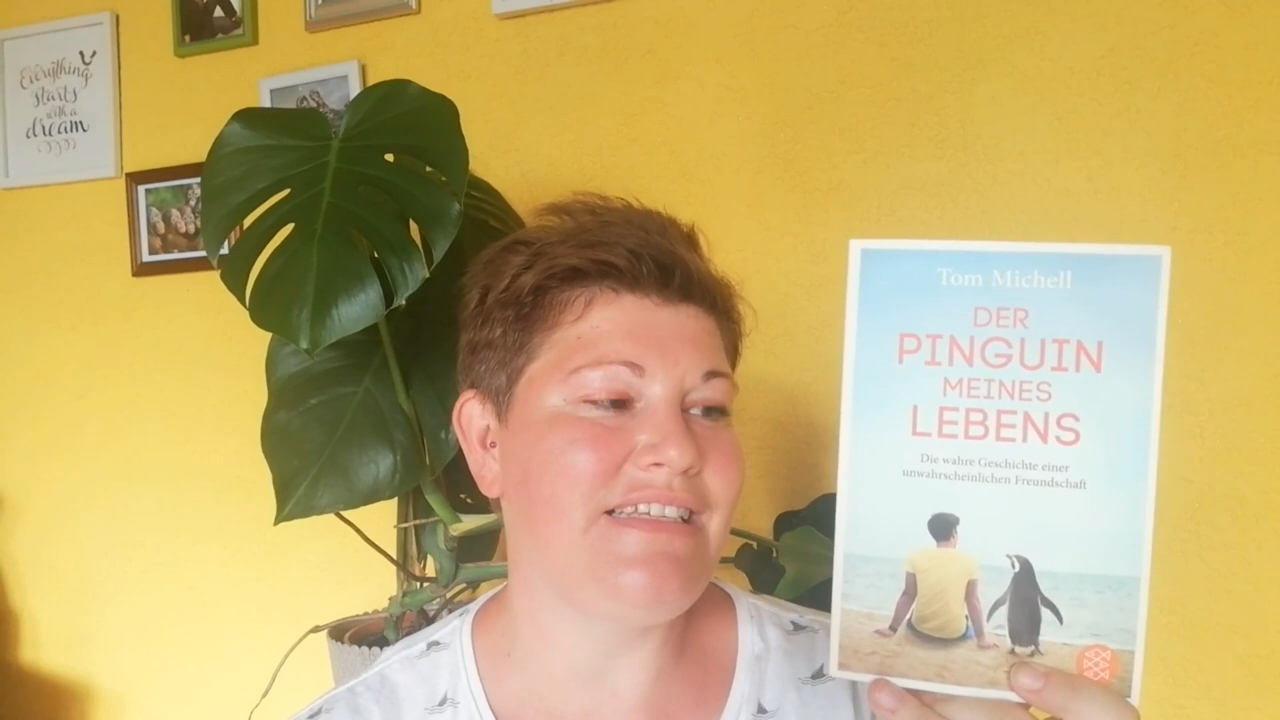 Everything
starts
with a
dream
Tom Michell
DER
PINGUIN
MEINES
LEBENS
Die wahre Geschichte einer
unwahrscheinlichen Freundschaft